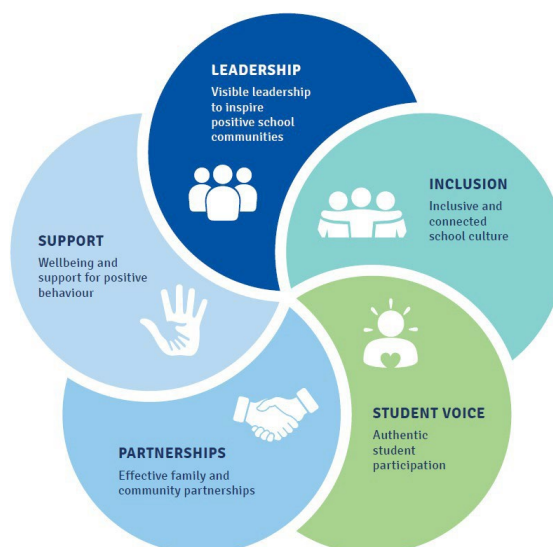 LEADERSHIP
Visible leadership
to inspire
positive school
communities
INCLUSION
Inclusive and
connected
school culture
STUDENT VOICE
Authentic
student
participation
PARTNERSHIPS
Effective family and
community partnerships
SUPPORT
Wellbeing and
support for positive
behaviour